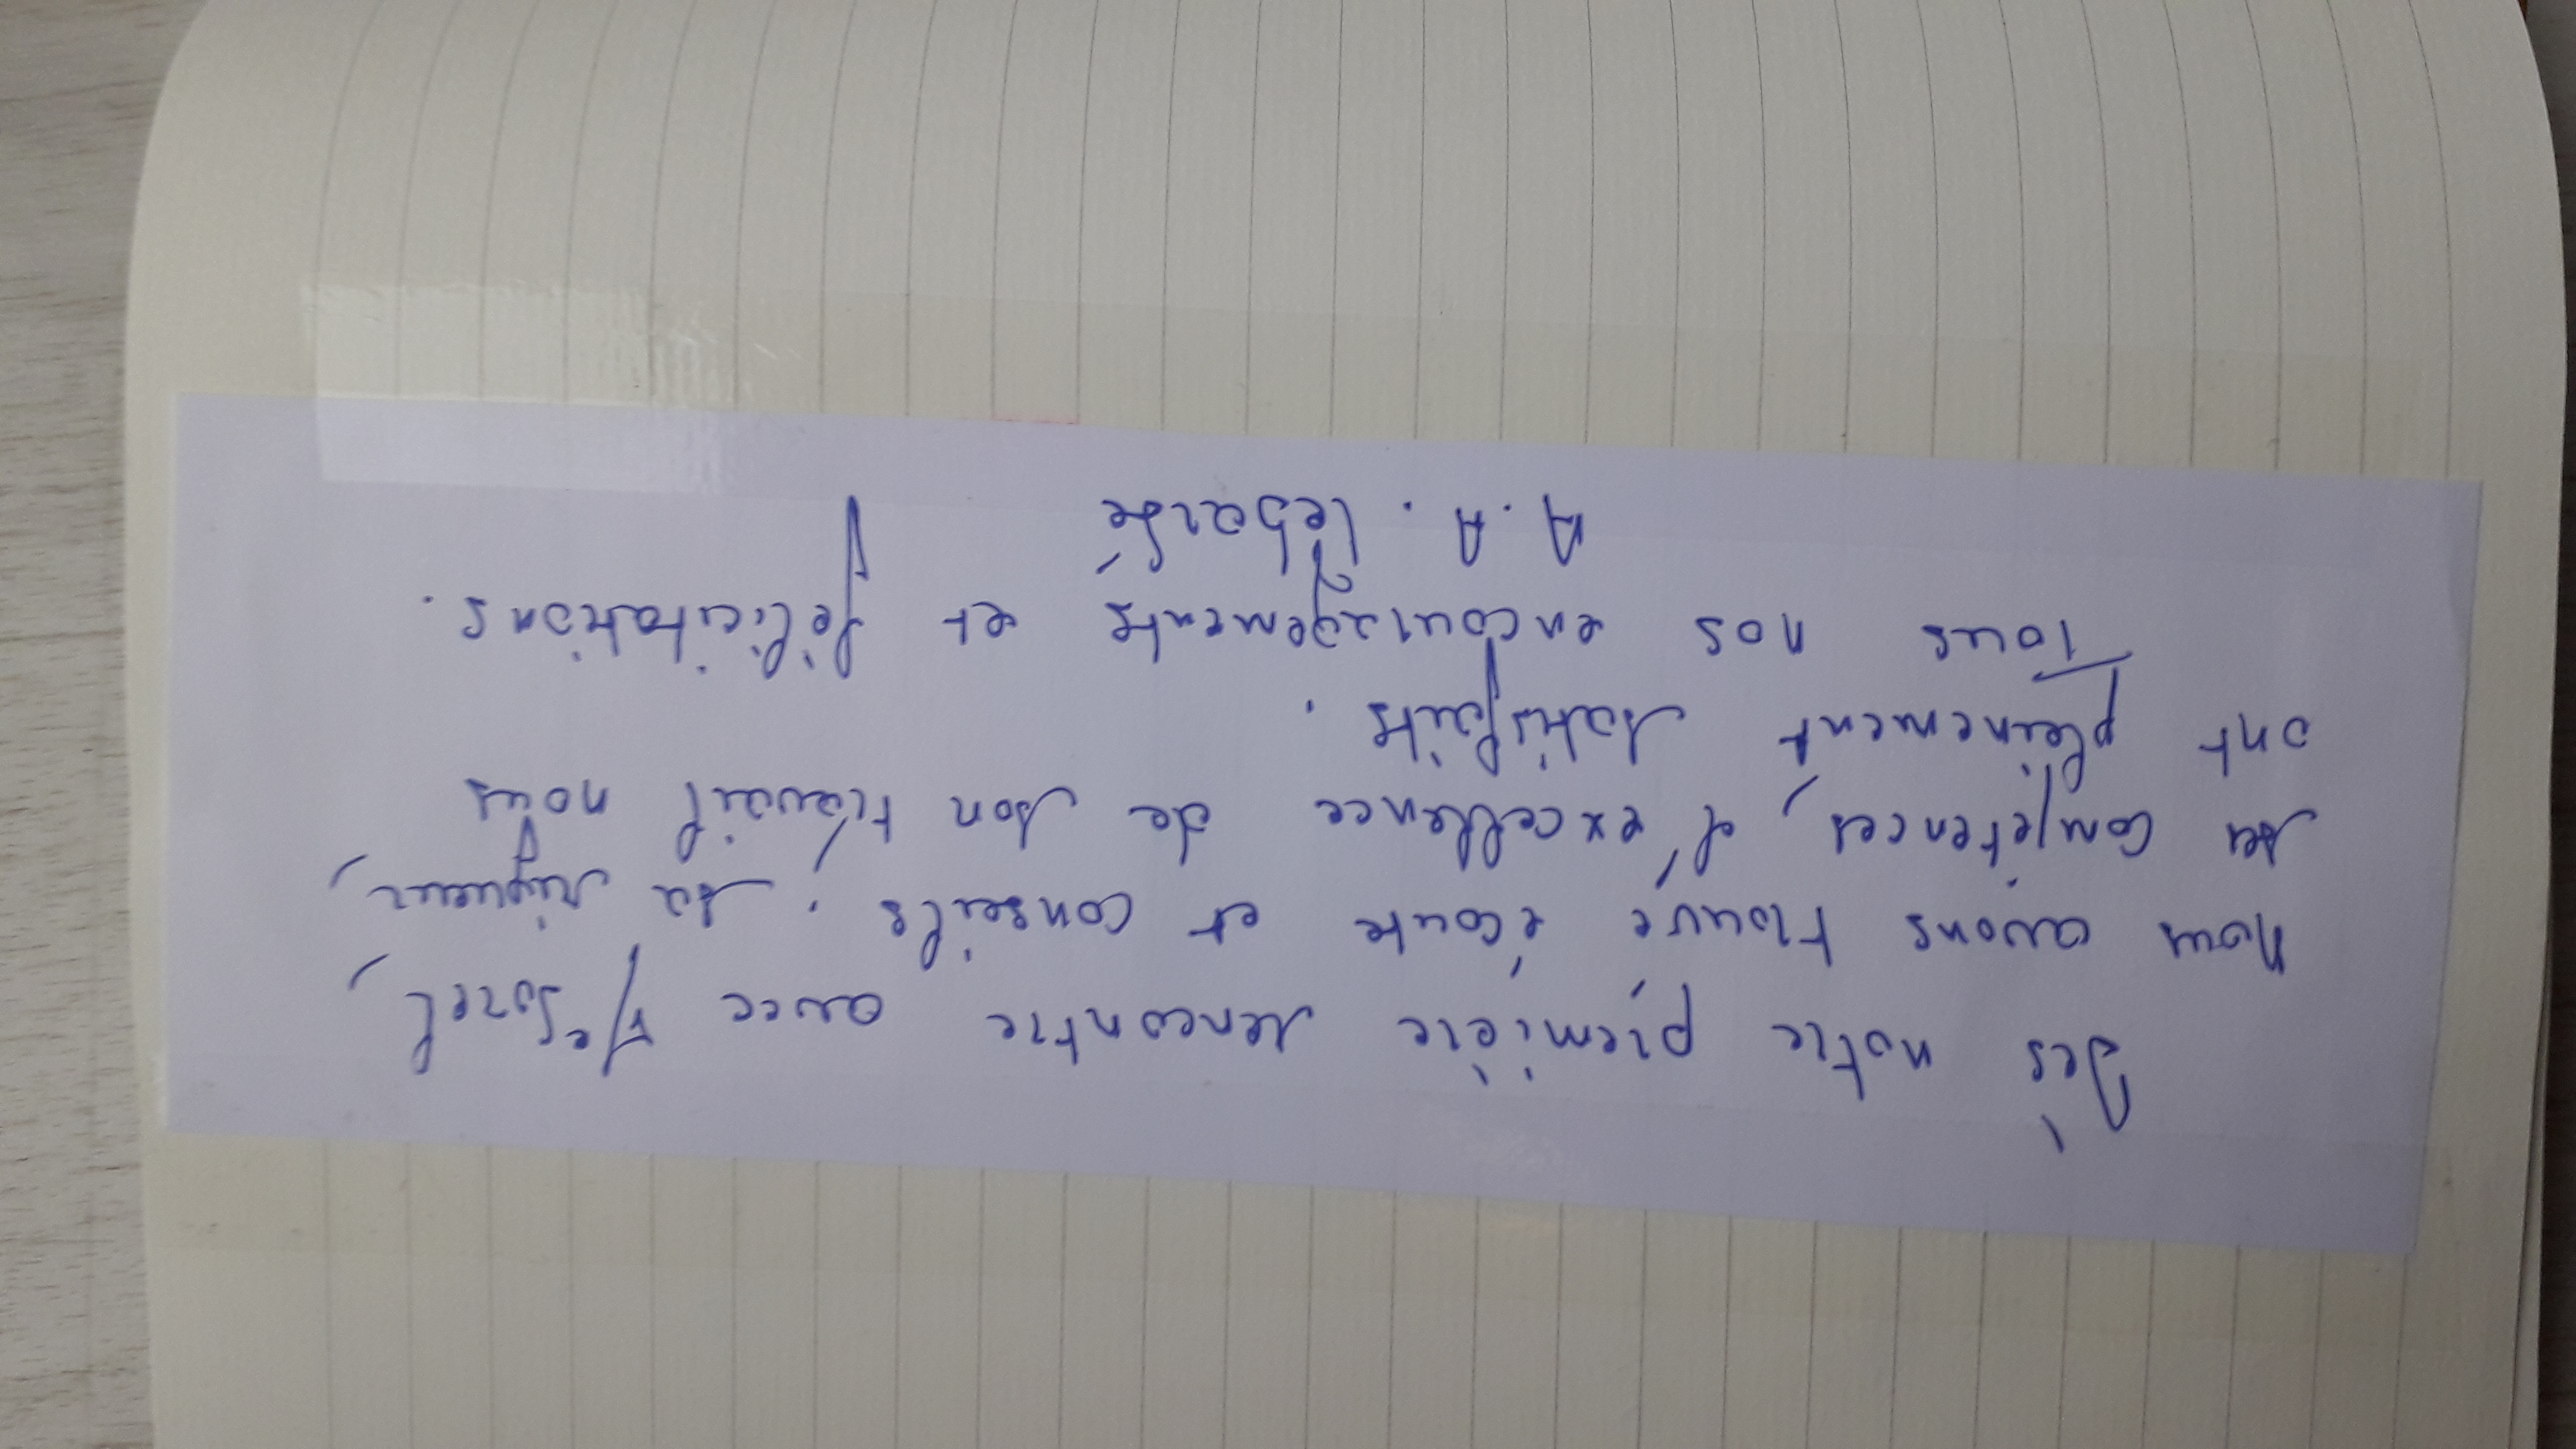 Dès notre première rencontre avec Me Sorel,
nous avons trouvé écoute et conseils ; sa rigueur,
ses compétences, l'excellence de son travail nous
ont pleinement satisfaits.
Tous nos encouragements et félicitations.
A.A. Lébardé